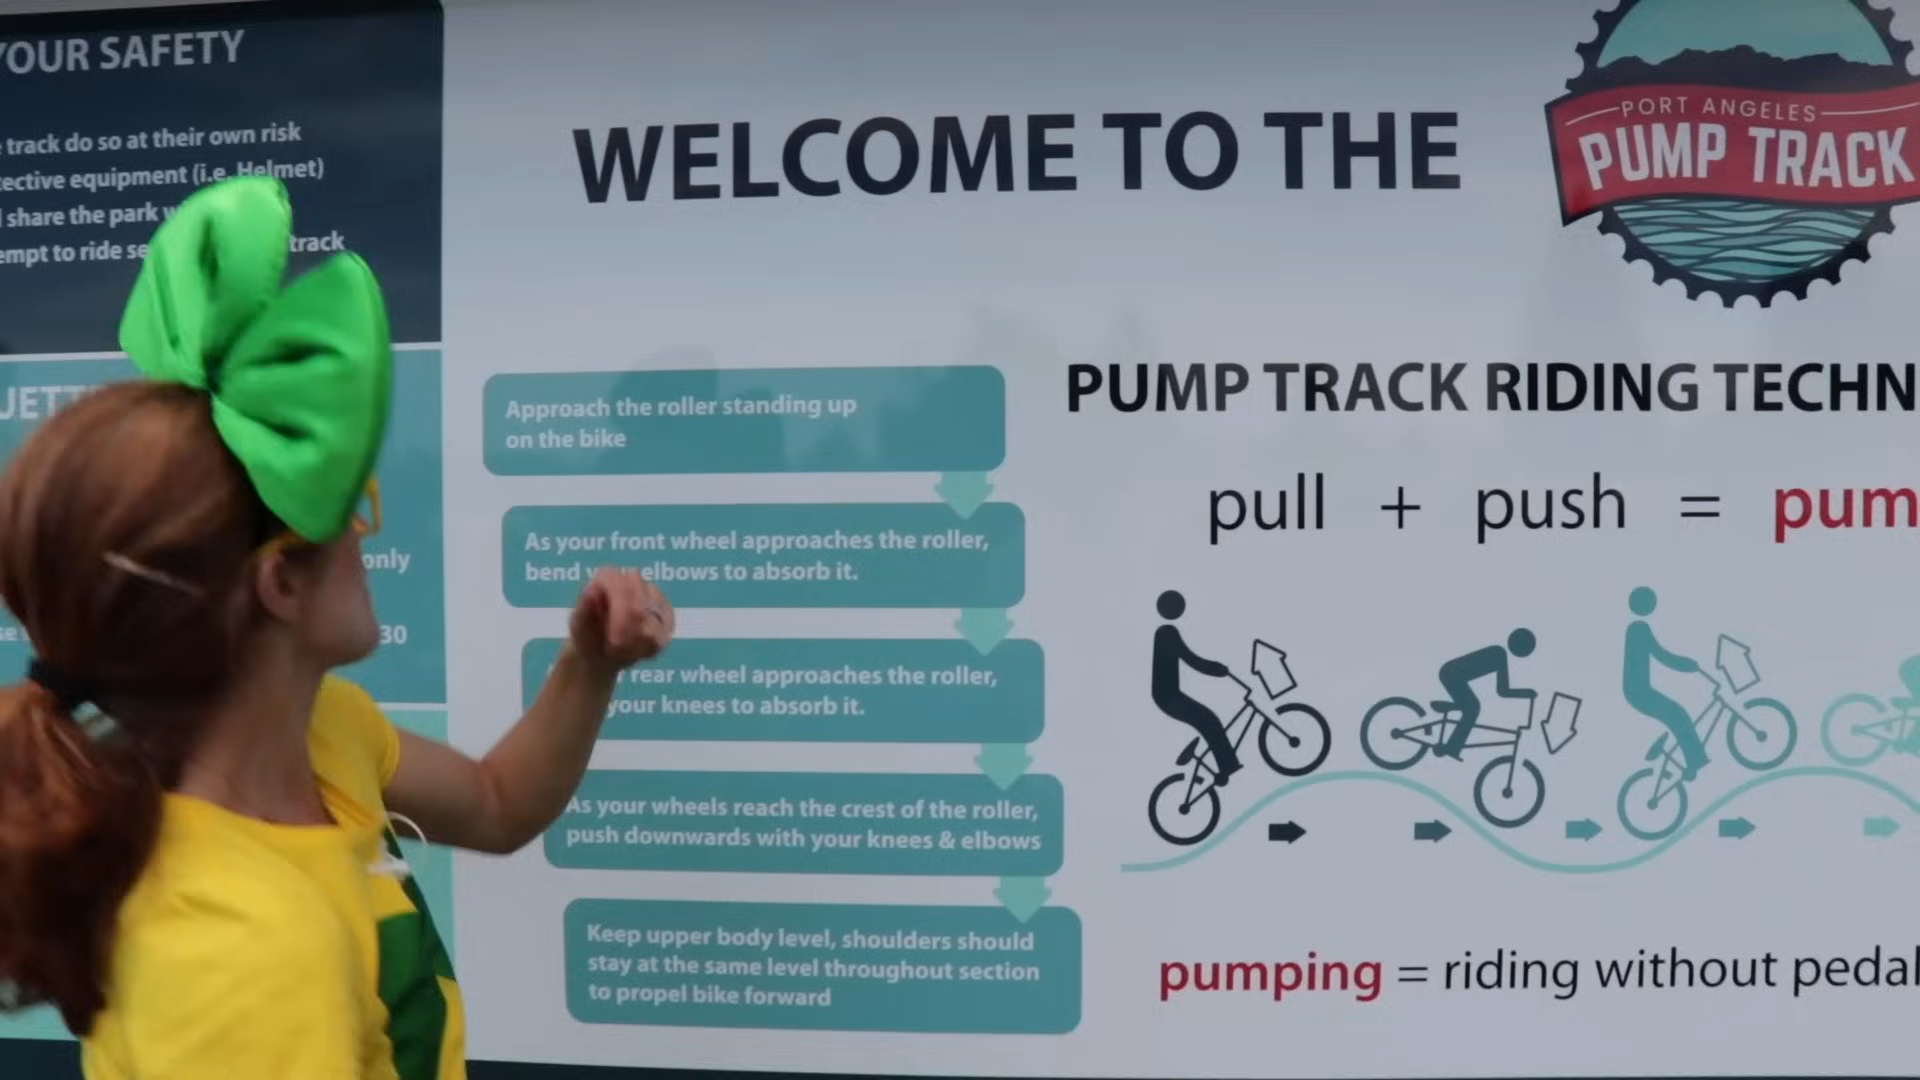 YOUR SAFETY
track do so at their own risk
equipment (i.e. Helmet)
share the park
to ride track
only
30
WELCOME TO THE
PORT ANGELES
PUMP TRACK
Approach the roller standing up
on the bike
As your front wheel approaches the roller,
bend elbows to absorb it.
rear wheel approaches the roller,
your knees to absorb it.
As your wheels reach the crest of the roller,
push downwards with your knees & elbows
Keep upper body level, shoulders should
stay at the same level throughout section
to propel bike forward
PUMP TRACK RIDING TECHN
pull + push = pum
pumping = riding without pedal